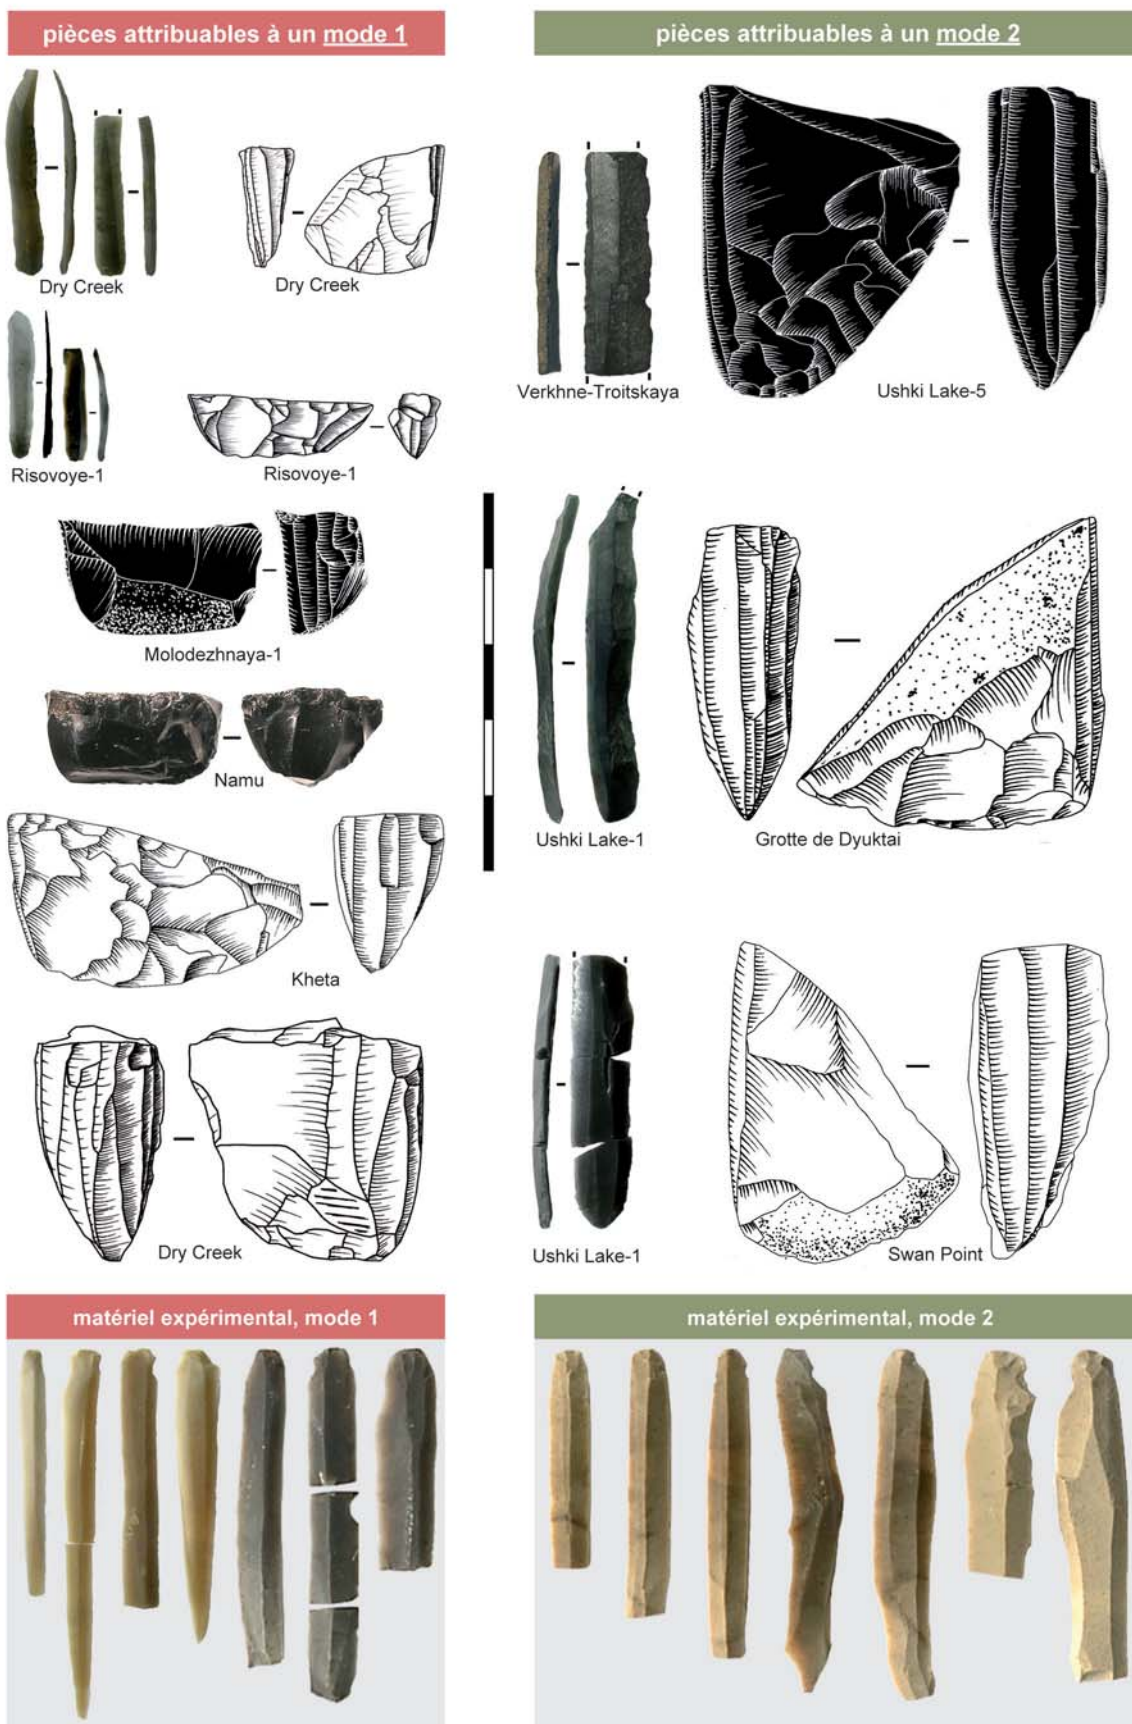 pièces attribuables à un mode 1
pièces attribuables à un mode 2
Dry Creek
Dry Creek
Risovoye-1
Risovoye-1
Molodezhnaya-1
Namu
Kheta
Dry Creek
Verkhne-Troitskaya
Ushki Lake-5
Ushki Lake-1
Grotte de Dyuktai
Ushki Lake-1
Swan Point
matériel expérimental, mode 1
matériel expérimental, mode 2